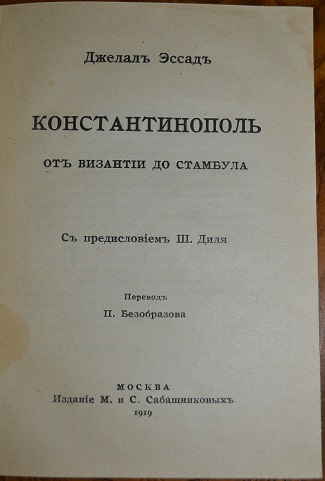 Джелалъ Эссадъ
КОНСТАНТИНОПОЛЬ
ОТЪ ВИЗАНТІИ ДО СТАМБУЛА
Съ предисловіемъ Ш. Диля
Переводъ
П. Безобразова
МОСКВА
Изданіе М. и С. Сабашниковыхъ
1919